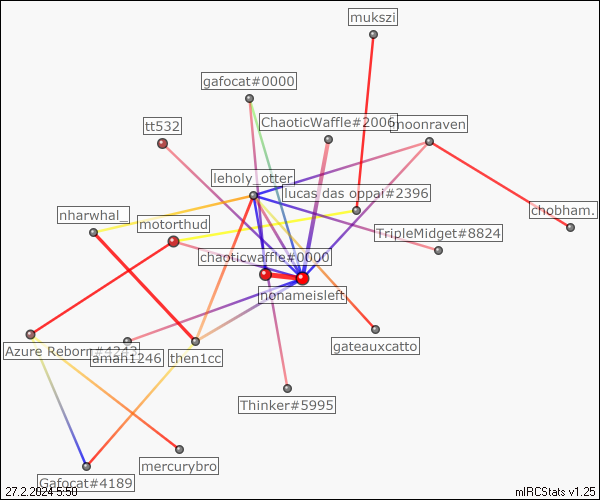 mukszi
gafocat#0000
ChaoticWaffle#2006
moonraven
tt532
leholy_otter
lucas das oppai#2396
nharwhal_
motorthud
chobham.
TripleMidget#8824
chaoticwaffle#0000
nonameisleft
Azure Reborn#4243
aman1246
then1cc
gateauxcatto
Thinker#5995
mercurybro
Gafocat#4189
27.2.2024 5:50
mIRCStats v1.25